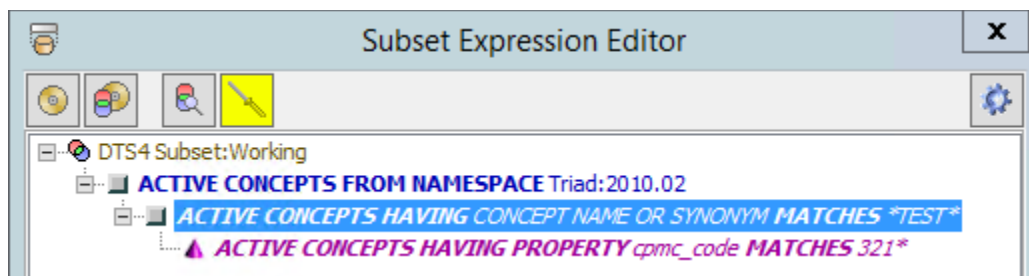 Subset Expression Editor
x
DTS4 Subset:Working
ACTIVE CONCEPTS FROM NAMESPACE Triad:2010.02
ACTIVE CONCEPTS HAVING CONCEPT NAME OR SYNONYM MATCHES *TEST*
ACTIVE CONCEPTS HAVING PROPERTY cpmc_code MATCHES 321*